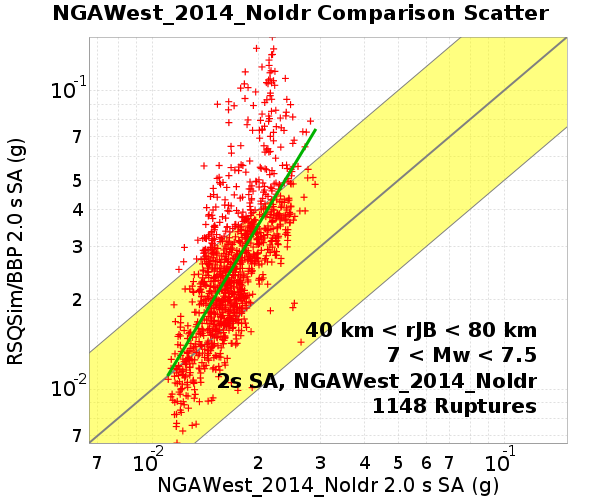 NGAWest_2014_NoIdr Comparison Scatter
RSQSim/BBP 2.0 s SA (g)
10-1
7
5
4
3
2
10-2
7
40 km < rJB < 80 km
7 < Mw < 7.5
2s SA, NGAWest_2014_NoIdr
1148 Ruptures
7 10-2 2 3 4 5 6 7 10-1
NGAWest_2014_NoIdr 2.0 s SA (g)